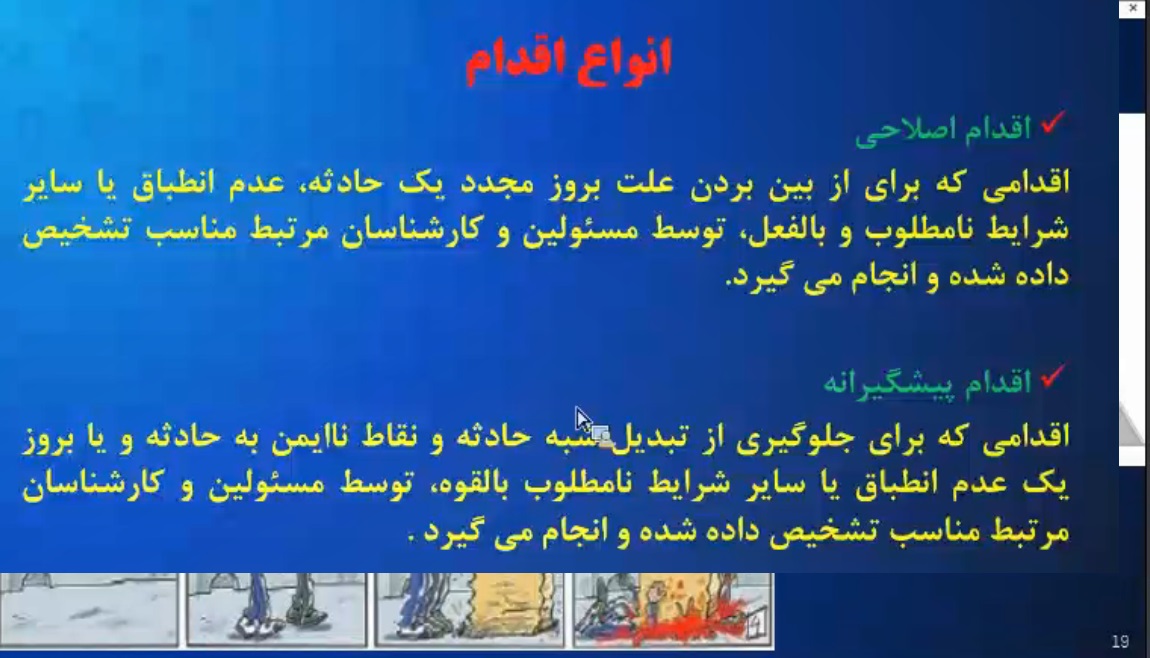 انواع اقدام
✓ اقدام اصلاحی
اقدامی که برای از بین بردن علت بروز مجدد یک حادثه، عدم انطباق یا سایر
شرایط نامطلوب و بالفعل، توسط مسئولین و کارشناسان مرتبط مناسب تشخیص
داده شده و انجام می گیرد.
✓ اقدام پیشگیرانه
اقدامی که برای جلوگیری از تبدیل شبه حادثه و نقاط ناایمن به حادثه و یا بروز
یک عدم انطباق یا سایر شرایط نامطلوب بالقوه، توسط مسئولین و کارشناسان
مرتبط مناسب تشخیص داده شده و انجام می گیرد .
19